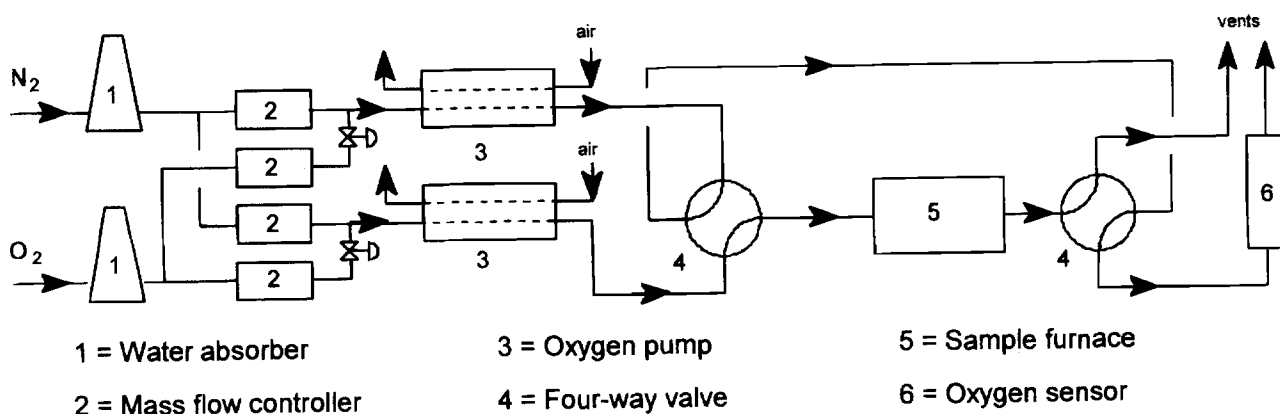 vents
air
N₂
1
2
3
2
air
4
5
4
6
2
O₂
1
2
3
1 = Water absorber
3 = Oxygen pump
5 = Sample furnace
2 = Mass flow controller
4 = Four-way valve
6 = Oxygen sensor